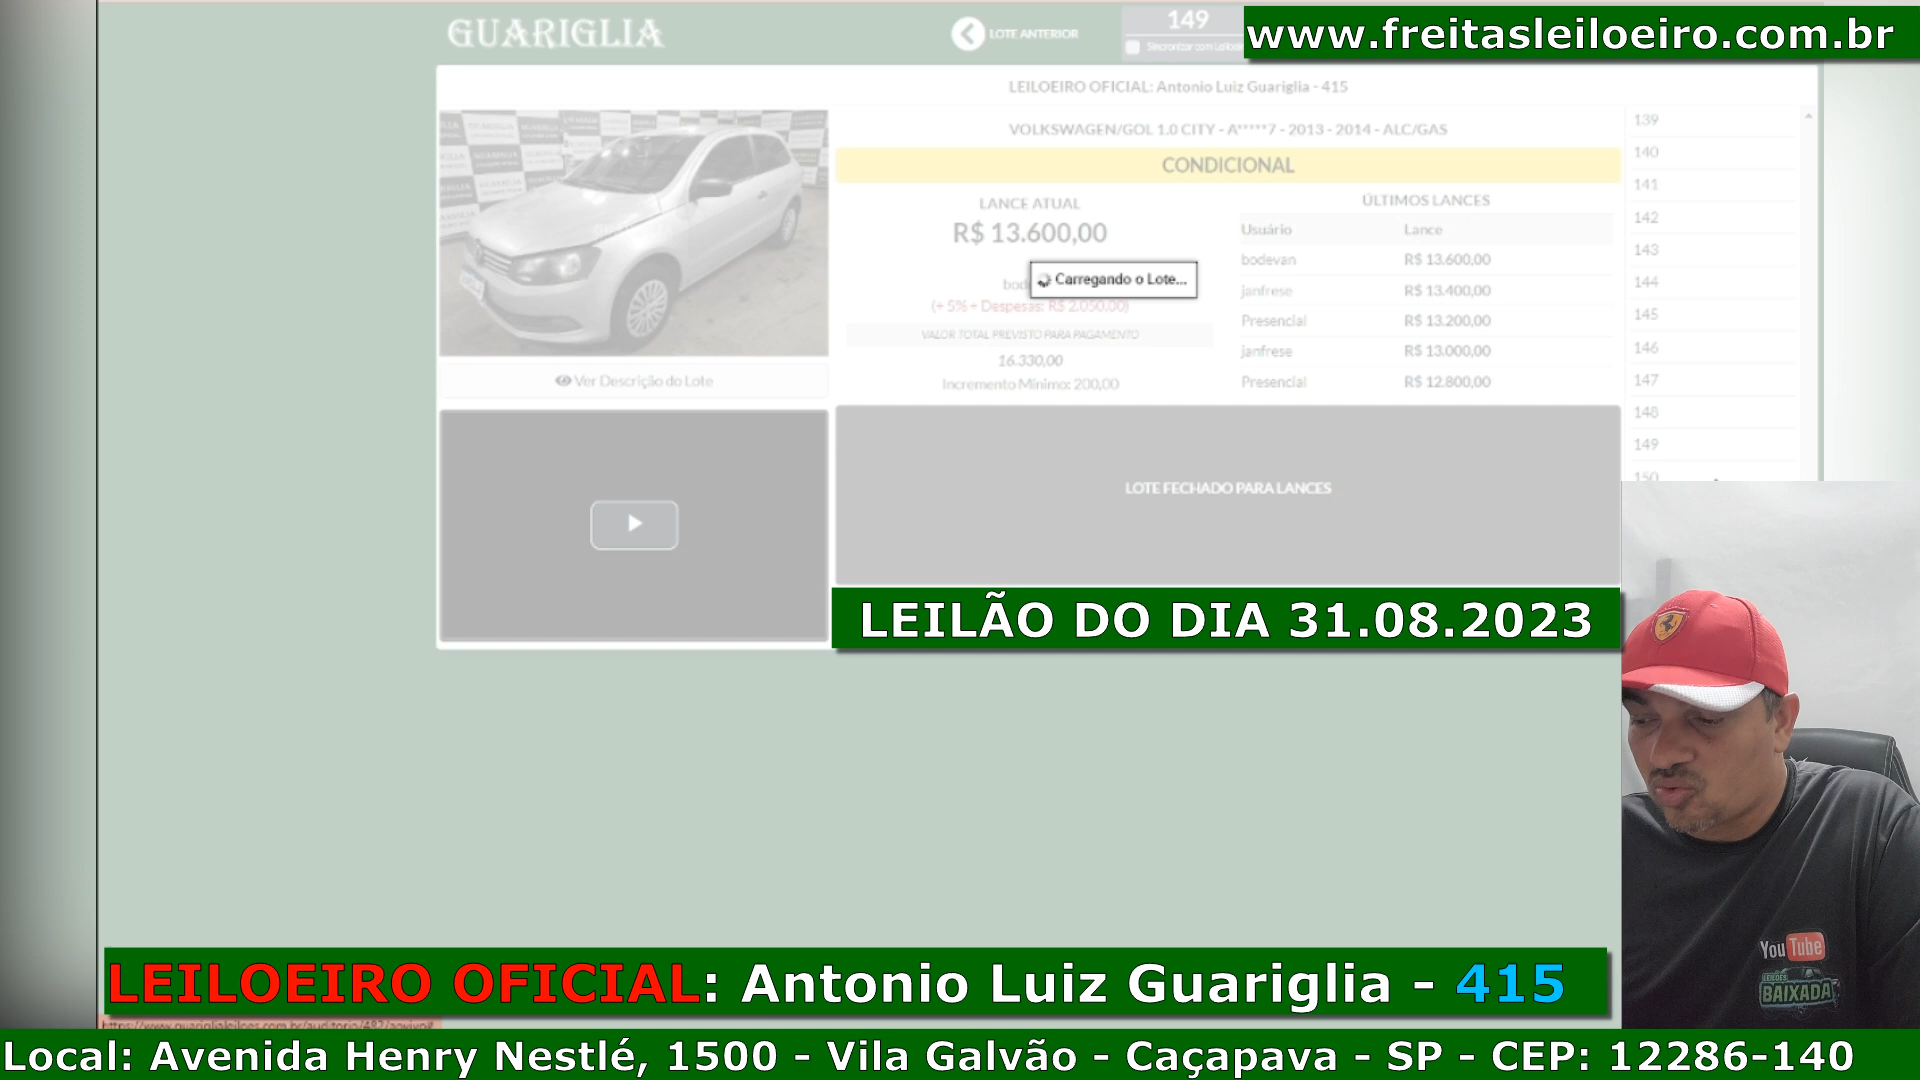 GUARIGLIA
LOTE ANTERIOR
149
www.freitasleiloeiro.com.br
LEILOEIRO OFICIAL: Antonio Luiz Guariglia - 415
VOLKSWAGEN/GOL 1.0 CITY - A*****7 - 2013 - 2014 - ALC/GAS
CONDICIONAL
LANCE ATUAL
R$ 13.600,00
Carregando o Lote...
(+ 5% + Despesas: R$ 2.050,00)
VALOR TOTAL PREVISTO PARA PAGAMENTO
16.330,00
Incremento Mínimo: 200,00
ÚLTIMOS LANCES
Usuário Lance
bodevan R$ 13.600,00
janfrese R$ 13.400,00
Presencial R$ 13.200,00
janfrese R$ 13.000,00
Presencial R$ 12.800,00
139
140
141
142
143
144
145
146
147
148
149
150
Ver Descrição do Lote
LOTE FECHADO PARA LANCES
LEILÃO DO DIA 31.08.2023
YouTube
LEILÕES
BAIXADA
LEILOEIRO OFICIAL: Antonio Luiz Guariglia - 415
Local: Avenida Henry Nestlé, 1500 - Vila Galvão - Caçapava - SP - CEP: 12286-140